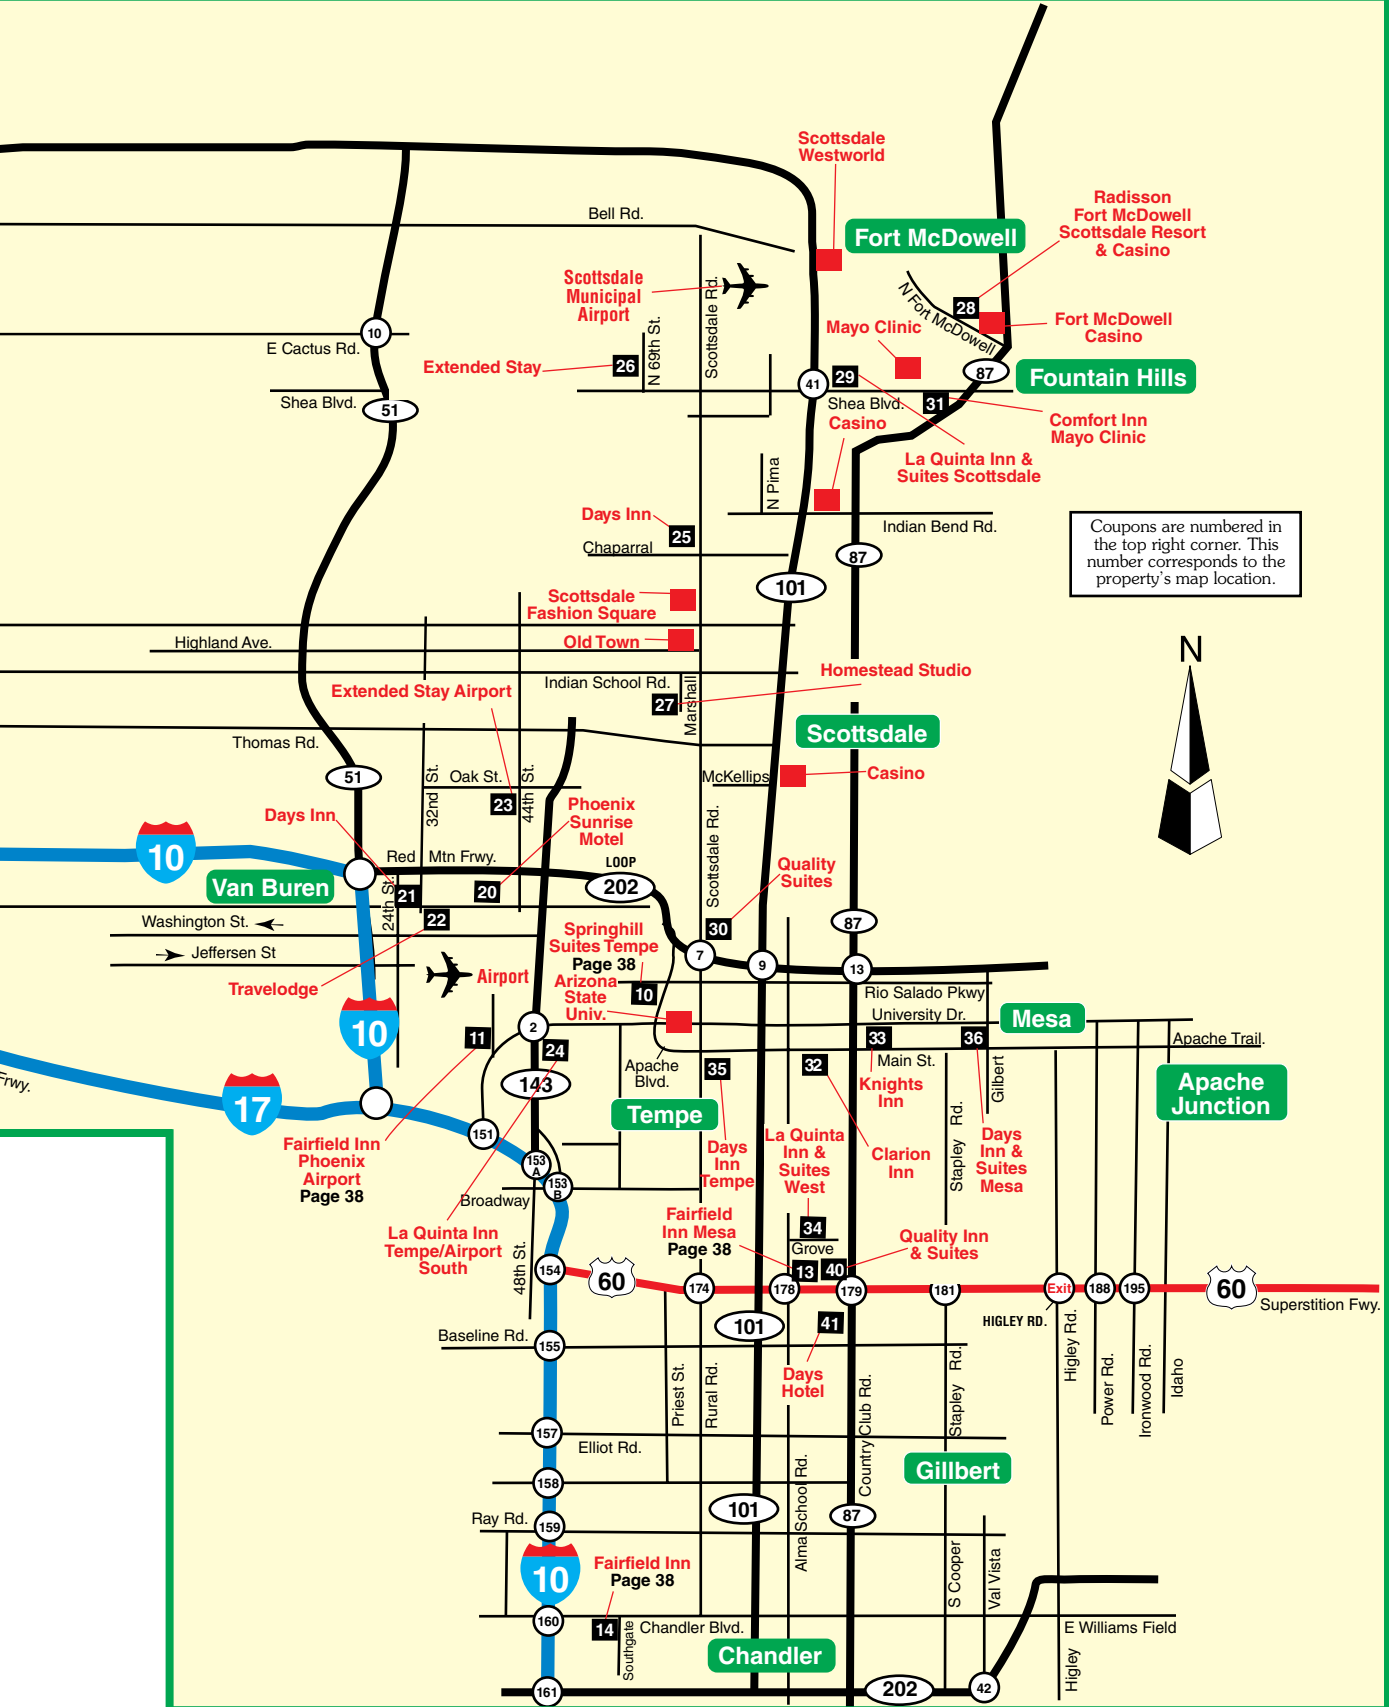 Scottsdale
Westworld
Radisson
Fort McDowell
Scottsdale Resort
& Casino
Bell Rd.
Fort McDowell
Scottsdale
Municipal
Airport
Scottsdale Rd.
N Fort McDowell
28
Fort McDowell
Casino
Mayo Clinic
10
E Cactus Rd.
N 69th St.
Extended Stay
26
87
Fountain Hills
41
29
Shea Blvd.
51
Shea Blvd.
31
Casino
Comfort Inn
Mayo Clinic
La Quinta Inn &
Suites Scottsdale
N Pima
Days Inn
25
Indian Bend Rd.
Coupons are numbered in
the top right corner. This
number corresponds to the
property's map location.
Chaparral
87
101
Scottsdale
Fashion Square
Highland Ave.
Old Town
N
Homestead Studio
Indian School Rd.
Extended Stay Airport
27
Marshall
Scottsdale
Thomas Rd.
51
32nd St.
Oak St.
44th St.
McKellips
Casino
23
Days Inn
Phoenix
Sunrise
Motel
Scottsdale Rd.
10
Red Mtn Frwy.
LOOP
202
Quality
Suites
Van Buren
24th St.
21
20
22
Washington St.
30
87
Springhill
Suites Tempe
Page 38
Jeffersen St
7
9
13
Airport
Travelodge
Arizona
State
Univ.
10
Rio Salado Pkwy
University Dr.
Mesa
10
11
2
24
33
36
Apache Trail.
Main St.
Apache
Blvd.
35
32
Frwy.
17
143
Knights
Inn
Gilbert
Apache
Junction
Tempe
Stapley Rd.
151
Fairfield Inn
Phoenix
Airport
Page 38
Days
Inn
Tempe
La Quinta
Inn &
Suites
West
Clarion
Inn
Days
Inn &
Suites
Mesa
153
A
153
B
Broadway
La Quinta Inn
Tempe/Airport
South
Fairfield
Inn Mesa
Page 38
34
Grove
Quality Inn
& Suites
48th St.
154
60
13
40
174
178
179
181
Exit
188
195
60
Superstition Fwy.
HIGLEY RD.
101
41
Baseline Rd.
155
Days
Hotel
Priest St.
Rural Rd.
Country Club Rd.
Stapley Rd.
Higley Rd.
Power Rd.
Ironwood Rd.
Idaho
157
Elliot Rd.
Gillbert
158
Alma School Rd.
101
87
Ray Rd.
159
10
Fairfield Inn
Page 38
S Cooper
Val Vista
160
14
Southgate
Chandler Blvd.
E Williams Field
Chandler
Higley
161
202
42